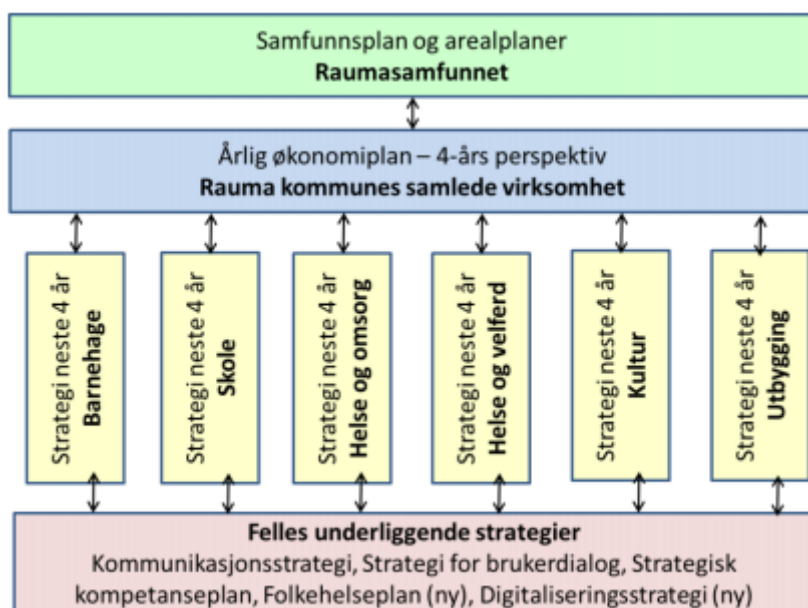 Samfunnsplan og arealplaner
Raumasamfunnet
Årlig økonomiplan – 4-års perspektiv
Rauma kommunes samlede virksomhet
Strategi neste 4 år
Barnehage
Strategi neste 4 år
Skole
Strategi neste 4 år
Helse og omsorg
Strategi neste 4 år
Helse og velferd
Strategi neste 4 år
Kultur
Strategi neste 4 år
Utbygging
Felles underliggende strategier
Kommunikasjonsstrategi, Strategi for brukerdialog, Strategisk
kompetanseplan, Folkehelseplan (ny), Digitaliseringsstrategi (ny)